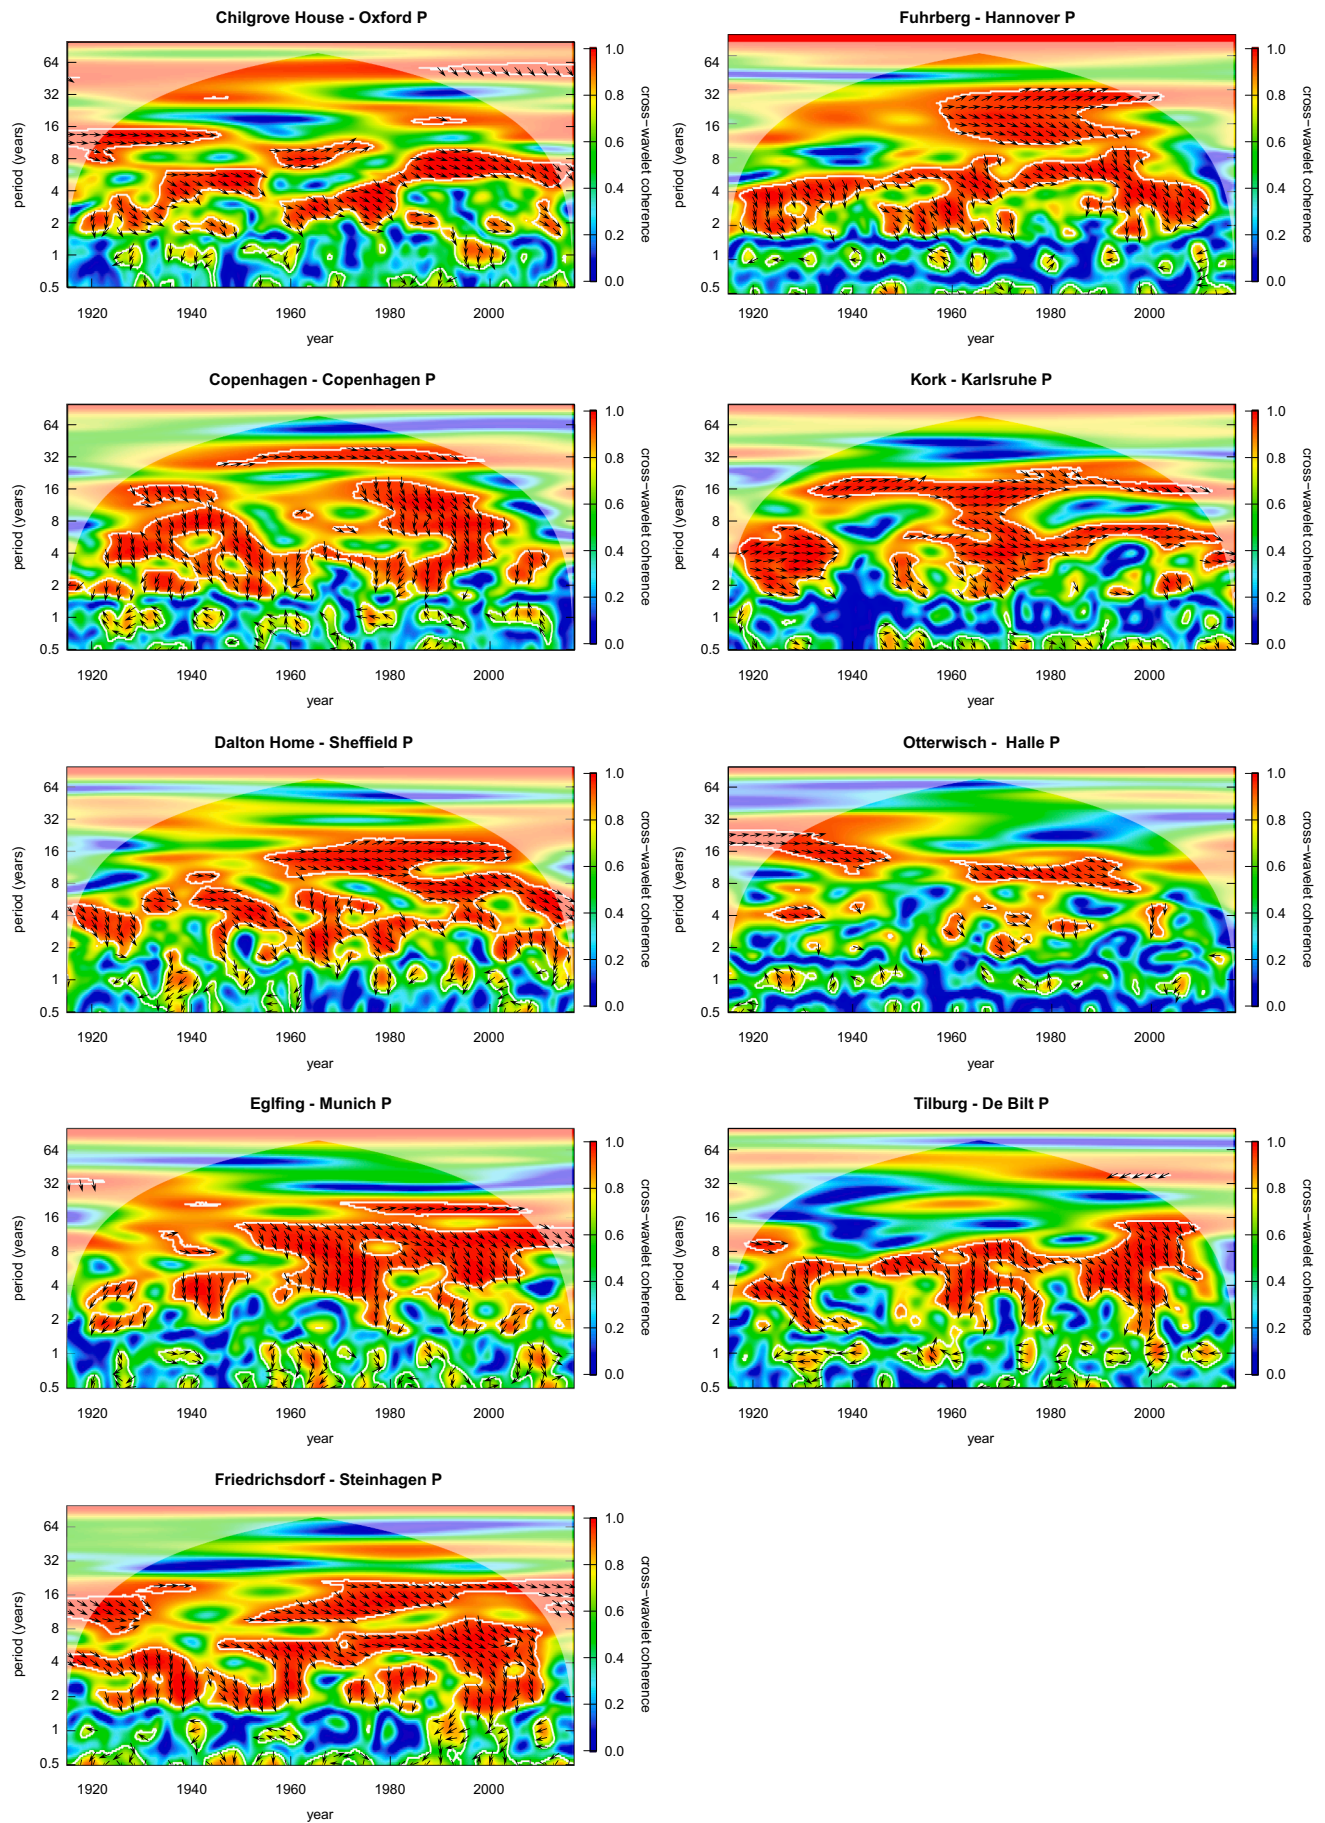 Chilgrove House - Oxford P
period (years)
64
32
16
8
4
2
1
0.5
1920 1940 1960 1980 2000
year
1.0
0.8
0.6
0.4
0.2
0.0
cross-wavelet coherence
Fuhrberg - Hannover P
period (years)
64
32
16
8
4
2
1
0.5
1920 1940 1960 1980 2000
year
1.0
0.8
0.6
0.4
0.2
0.0
cross-wavelet coherence
Copenhagen - Copenhagen P
period (years)
64
32
16
8
4
2
1
0.5
1920 1940 1960 1980 2000
year
1.0
0.8
0.6
0.4
0.2
0.0
cross-wavelet coherence
Kork - Karlsruhe P
period (years)
64
32
16
8
4
2
1
0.5
1920 1940 1960 1980 2000
year
1.0
0.8
0.6
0.4
0.2
0.0
cross-wavelet coherence
Dalton Home - Sheffield P
period (years)
64
32
16
8
4
2
1
0.5
1920 1940 1960 1980 2000
year
1.0
0.8
0.6
0.4
0.2
0.0
cross-wavelet coherence
Otterwisch - Halle P
period (years)
64
32
16
8
4
2
1
0.5
1920 1940 1960 1980 2000
year
1.0
0.8
0.6
0.4
0.2
0.0
cross-wavelet coherence
Eglfing - Munich P
period (years)
64
32
16
8
4
2
1
0.5
1920 1940 1960 1980 2000
year
1.0
0.8
0.6
0.4
0.2
0.0
cross-wavelet coherence
Tilburg - De Bilt P
period (years)
64
32
16
8
4
2
1
0.5
1920 1940 1960 1980 2000
year
1.0
0.8
0.6
0.4
0.2
0.0
cross-wavelet coherence
Friedrichsdorf - Steinhagen P
period (years)
64
32
16
8
4
2
1
0.5
1920 1940 1960 1980 2000
year
1.0
0.8
0.6
0.4
0.2
0.0
cross-wavelet coherence